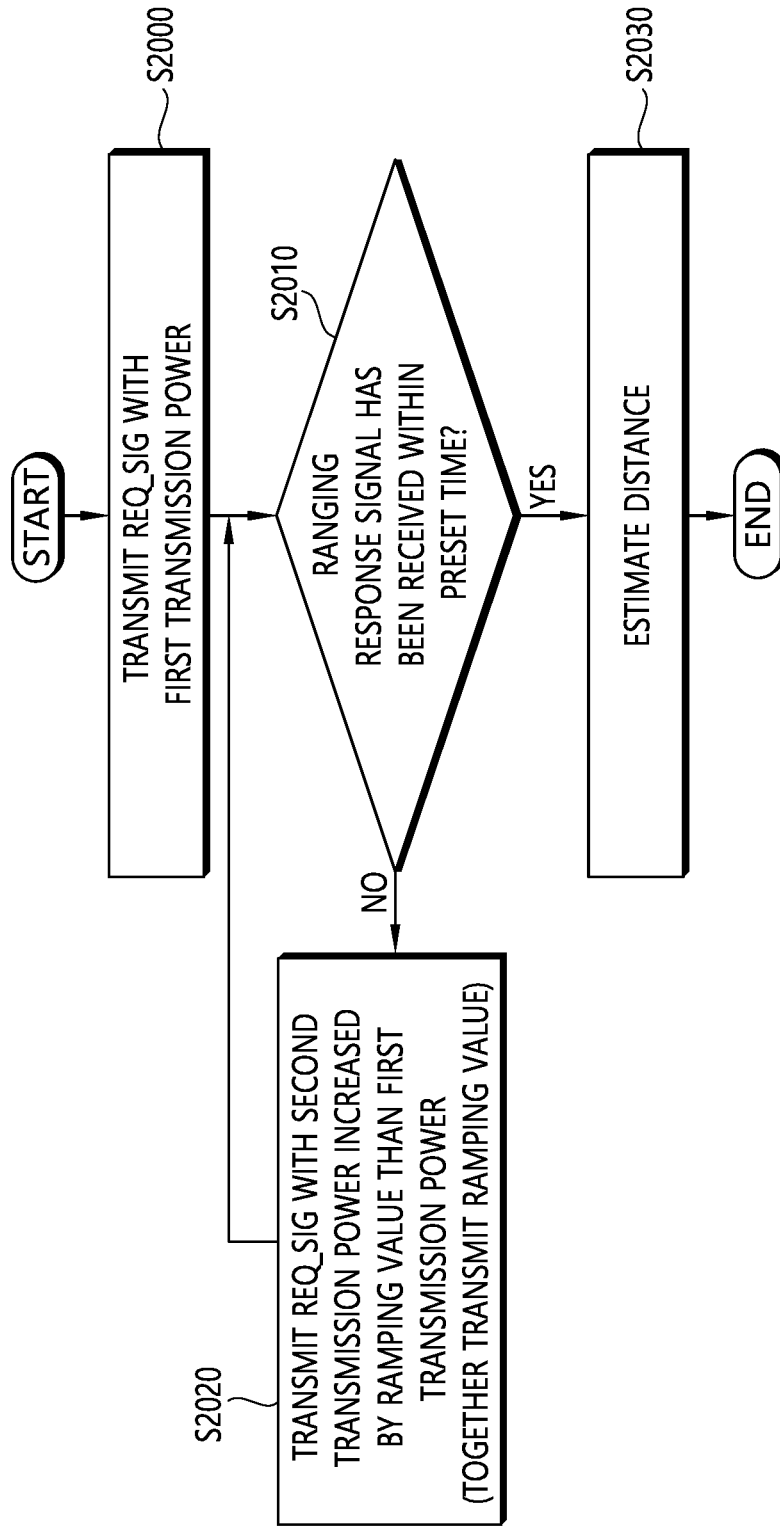 START
TRANSMIT REQ_SIG WITH
FIRST TRANSMISSION POWER
S2000
RANGING
RESPONSE SIGNAL HAS
BEEN RECEIVED WITHIN
PRESET TIME?
S2010
NO
TRANSMIT REQ_SIG WITH SECOND
TRANSMISSION POWER INCREASED
BY RAMPING VALUE THAN FIRST
TRANSMISSION POWER
(TOGETHER TRANSMIT RAMPING VALUE)
S2020
YES
ESTIMATE DISTANCE
S2030
END